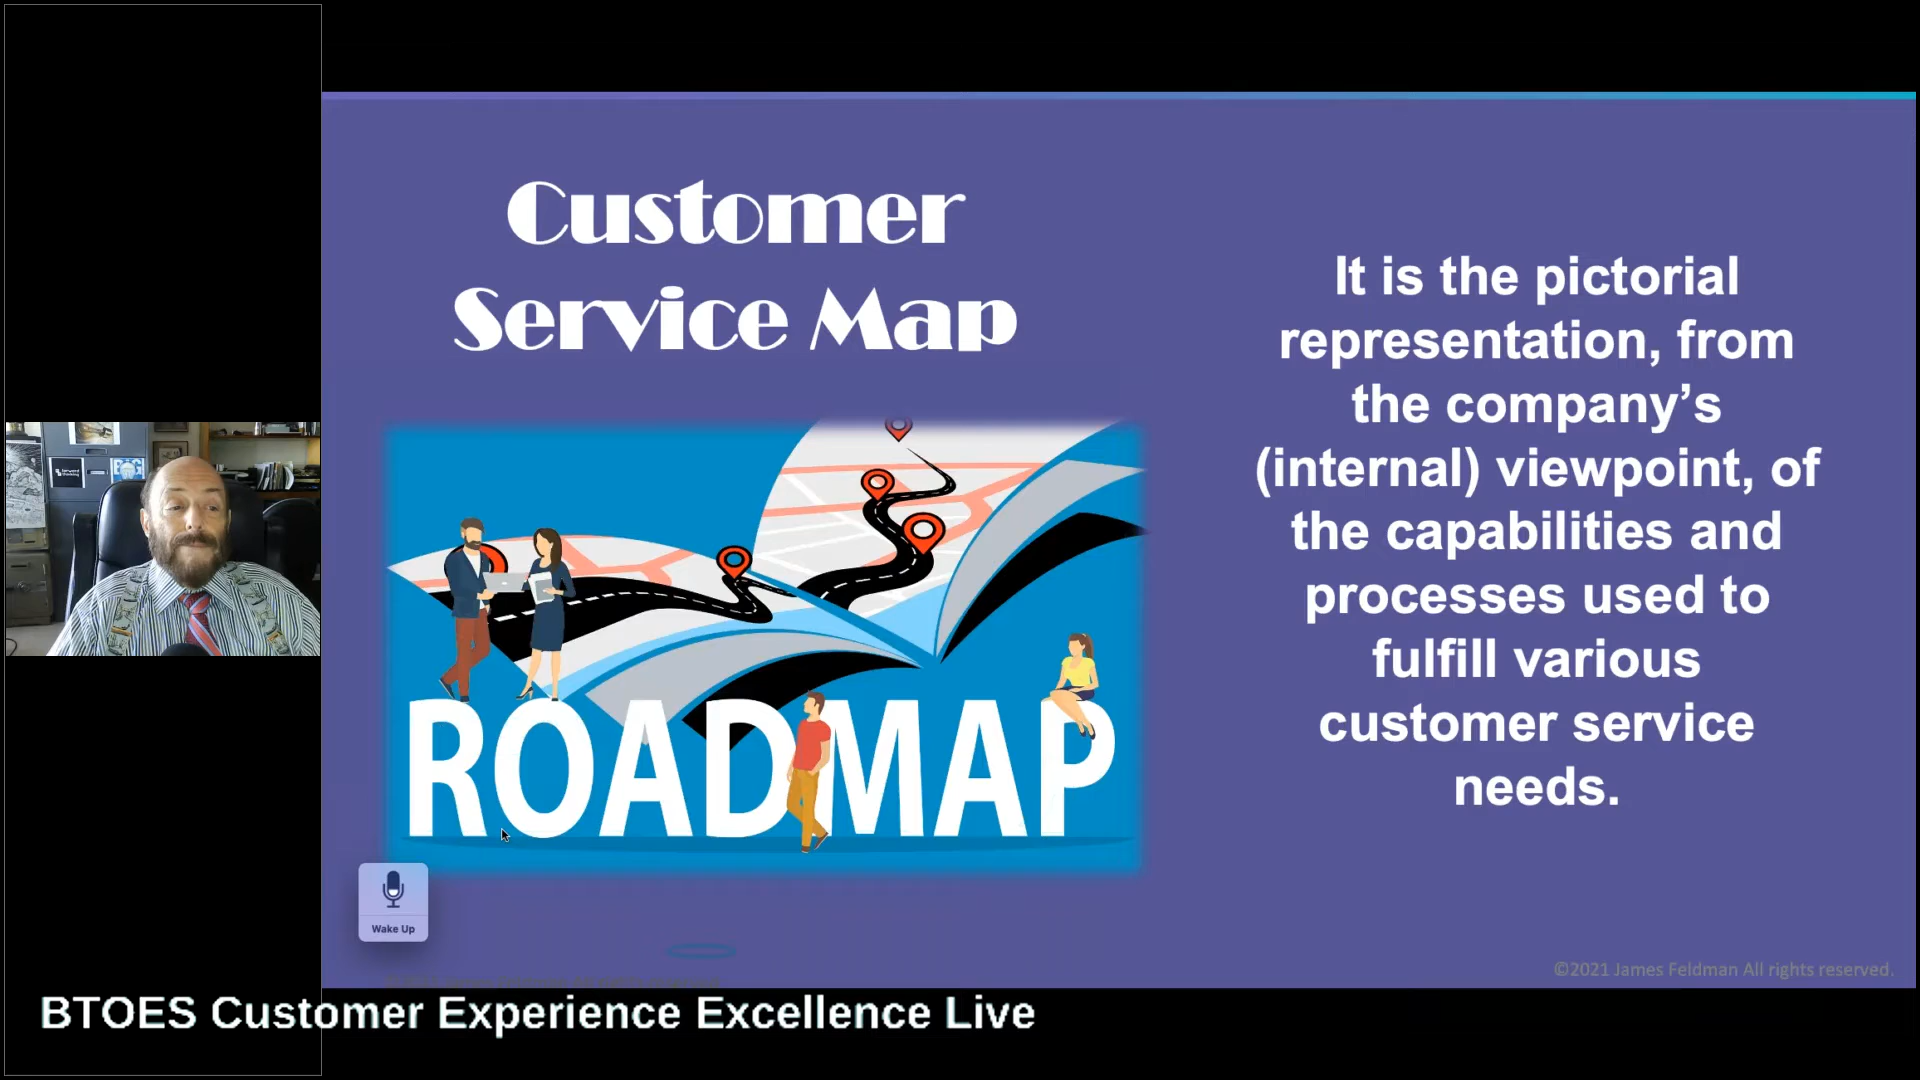 Customer
Service Map
It is the pictorial
representation, from
the company’s
(internal) viewpoint, of
the capabilities and
processes used to
fulfill various
customer service
needs.
ROADMAP
Wake Up
©2021 James Feldman All rights reserved.
BTOES Customer Experience Excellence Live